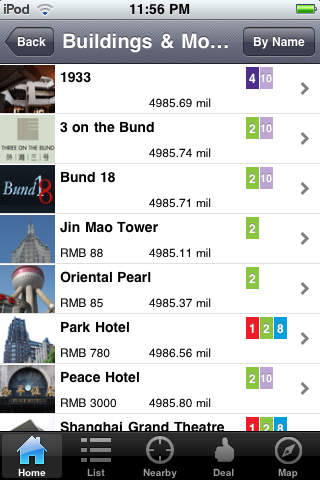 iPod 11:56 PM
Back Buildings & Mo... By Name
1933
4 10
4985.69 mil
THREE ON THE BUND
外滩三号
3 on the Bund
2 10
4985.74 mil
Bund 18
Bund 18
2 10
4985.71 mil
Jin Mao Tower
2
RMB 88 4985.11 mil
Oriental Pearl
2
RMB 85 4985.37 mil
Park Hotel
1 2 8
RMB 780 4986.56 mil
Peace Hotel
2 10
RMB 3000 4985.80 mil
Shanghai Grand Theatre
1 2 8
Home List Nearby Deal Map